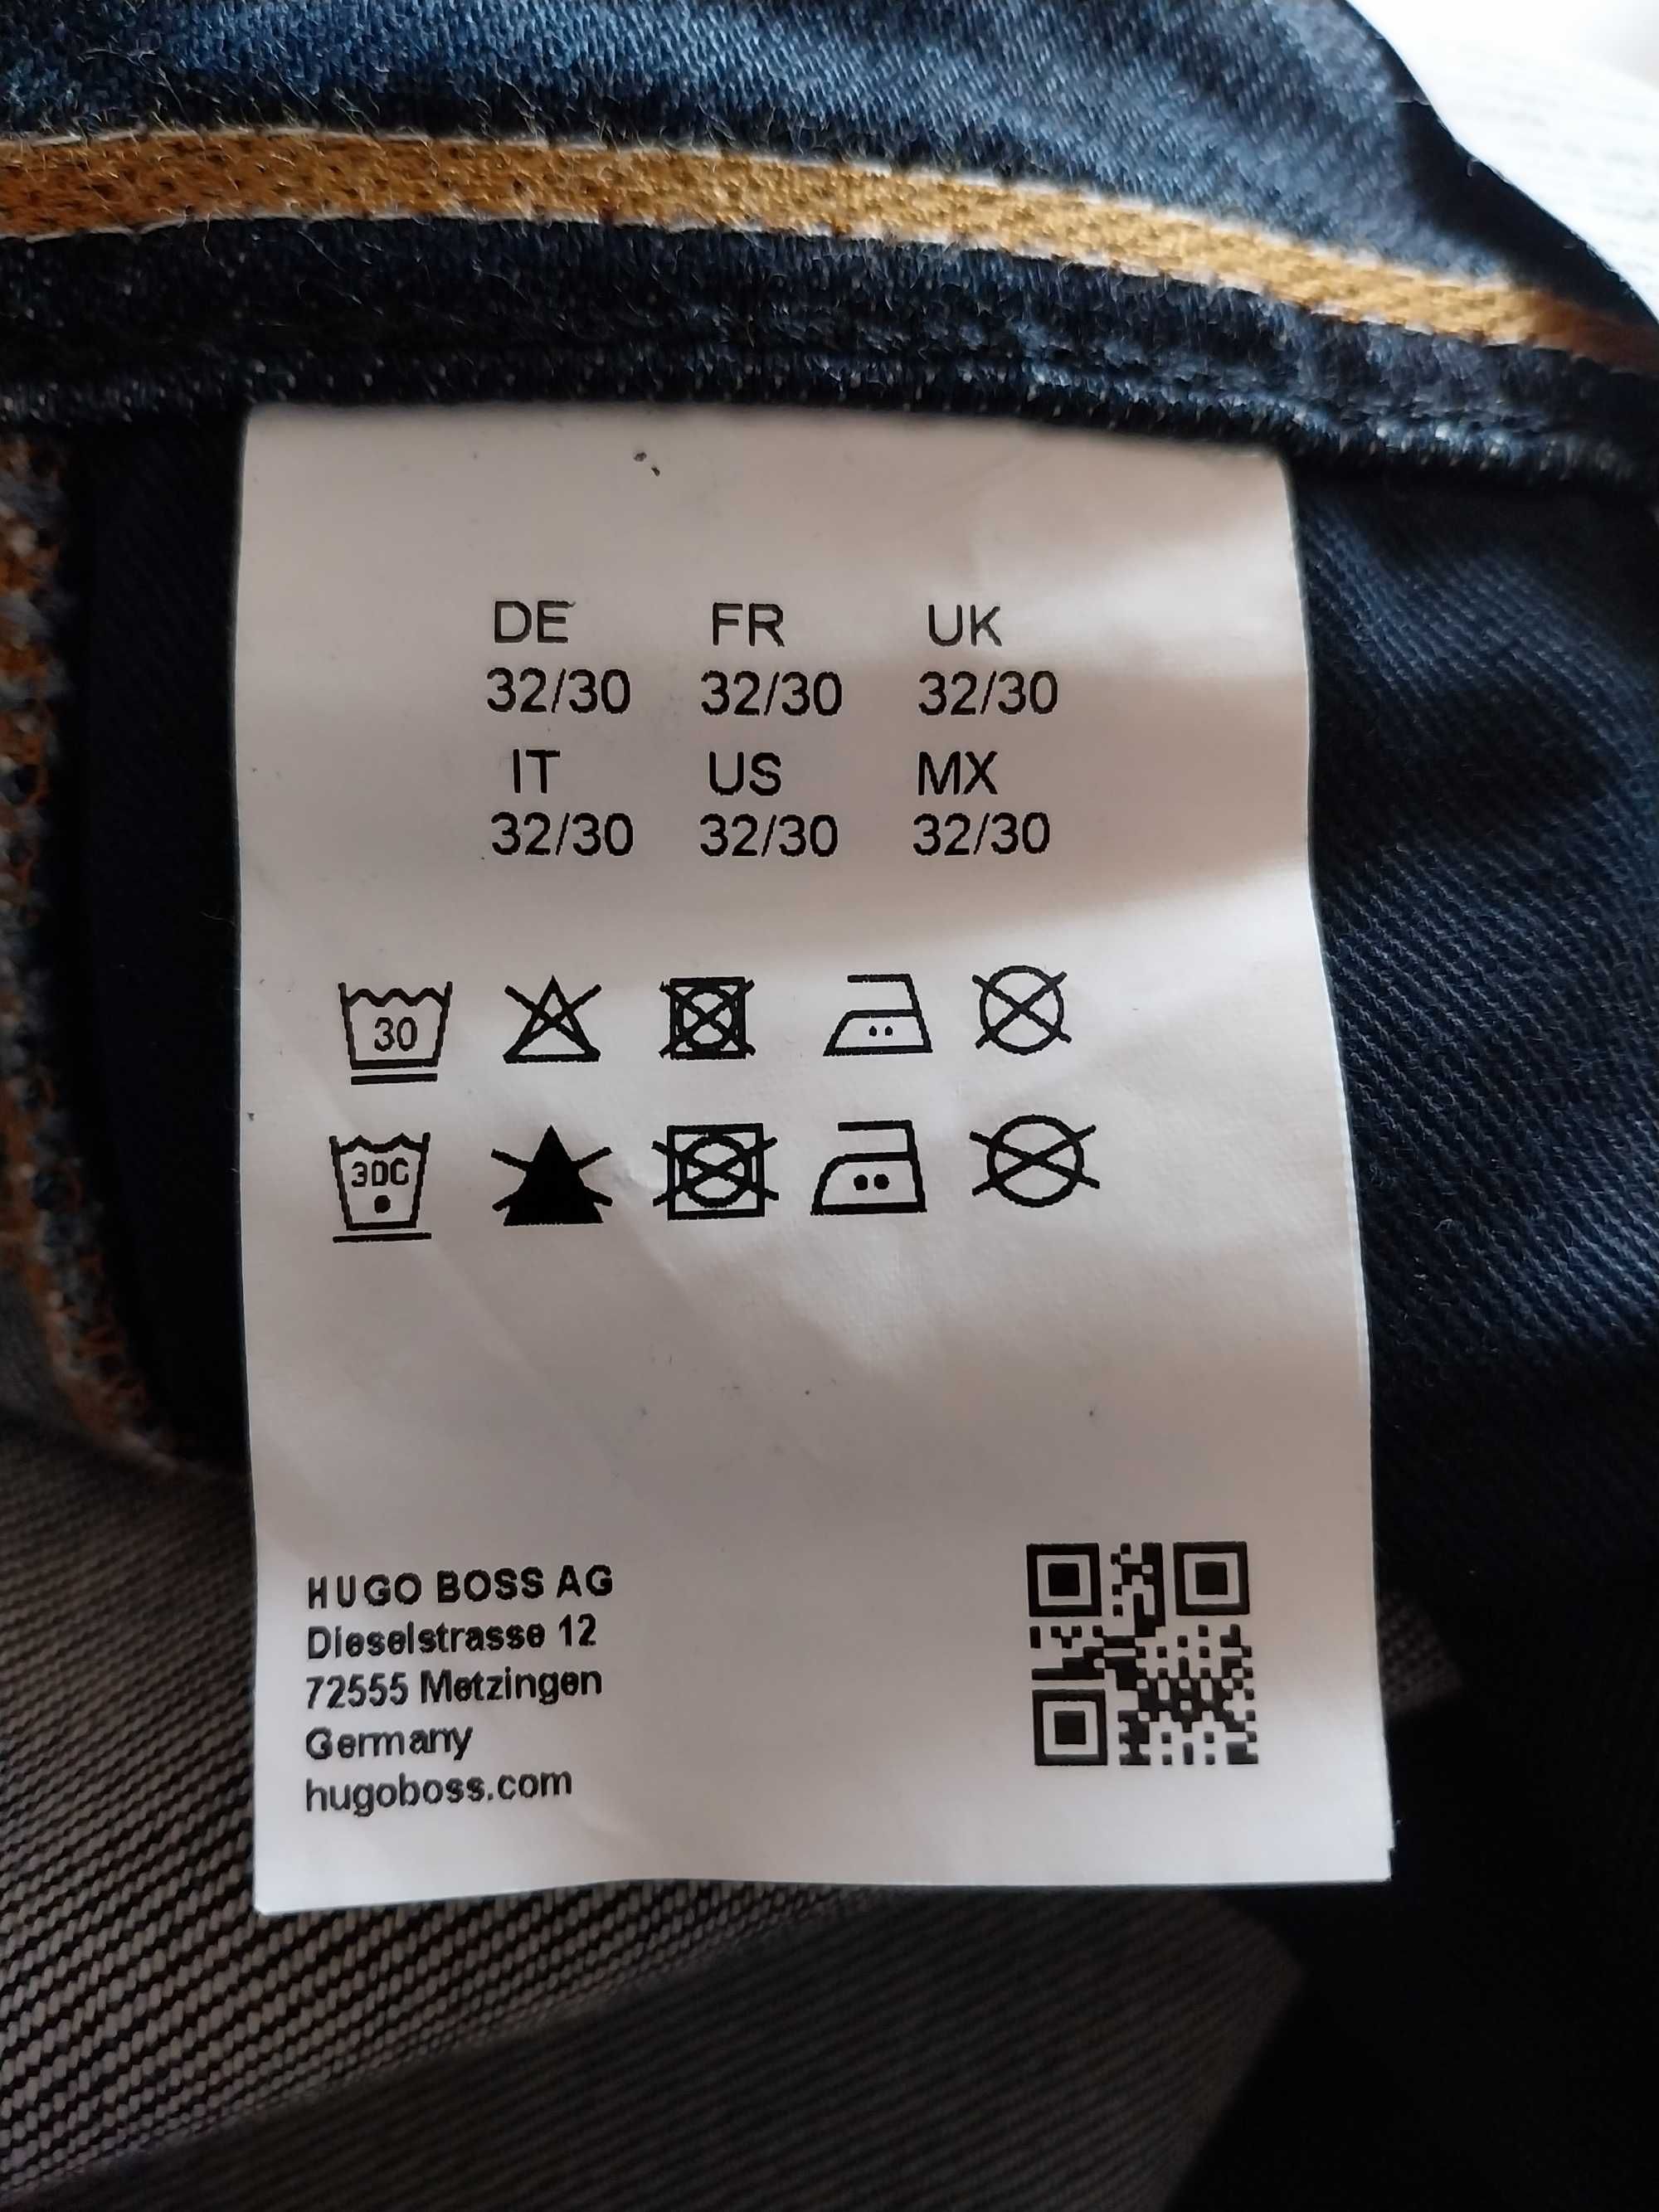 DE FR UK
32/30 32/30 32/30
IT US MX
32/30 32/30 32/30
30
30C
HUGO BOSS AG
Dieselstrasse 12
72555 Metzingen
Germany
hugoboss.com